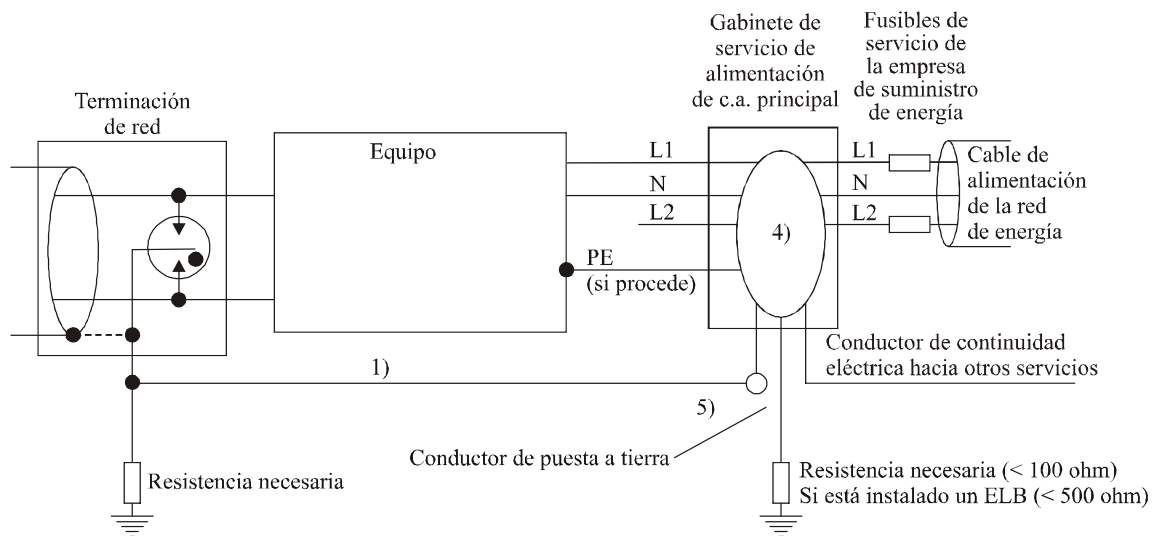 Gabinete de
servicio de
alimentación
de c.a. principal
Fusibles de
servicio de
la empresa
de suministro
de energía
Terminación
de red
Equipo
L1
N
L2
PE
(si procede)
4)
L1
N
L2
Cable de
alimentación
de la red
de energía
Conductor de continuidad
eléctrica hacia otros servicios
1)
5)
Conductor de puesta a tierra
Resistencia necesaria
Resistencia necesaria (< 100 ohm)
Si está instalado un ELB (< 500 ohm)